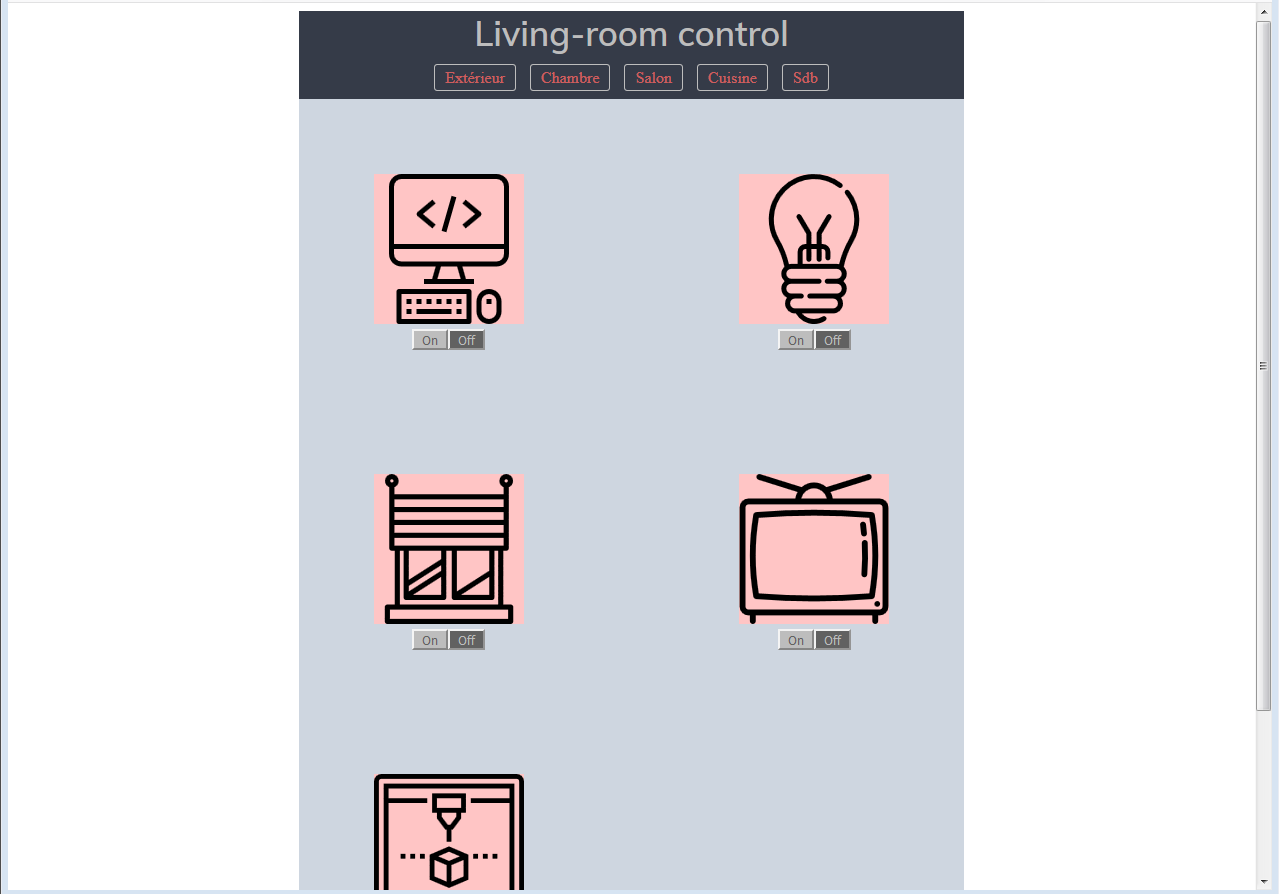 Living-room control
Extérieur Chambre Salon Cuisine Sdb
</>
On Off On Off
On Off On Off